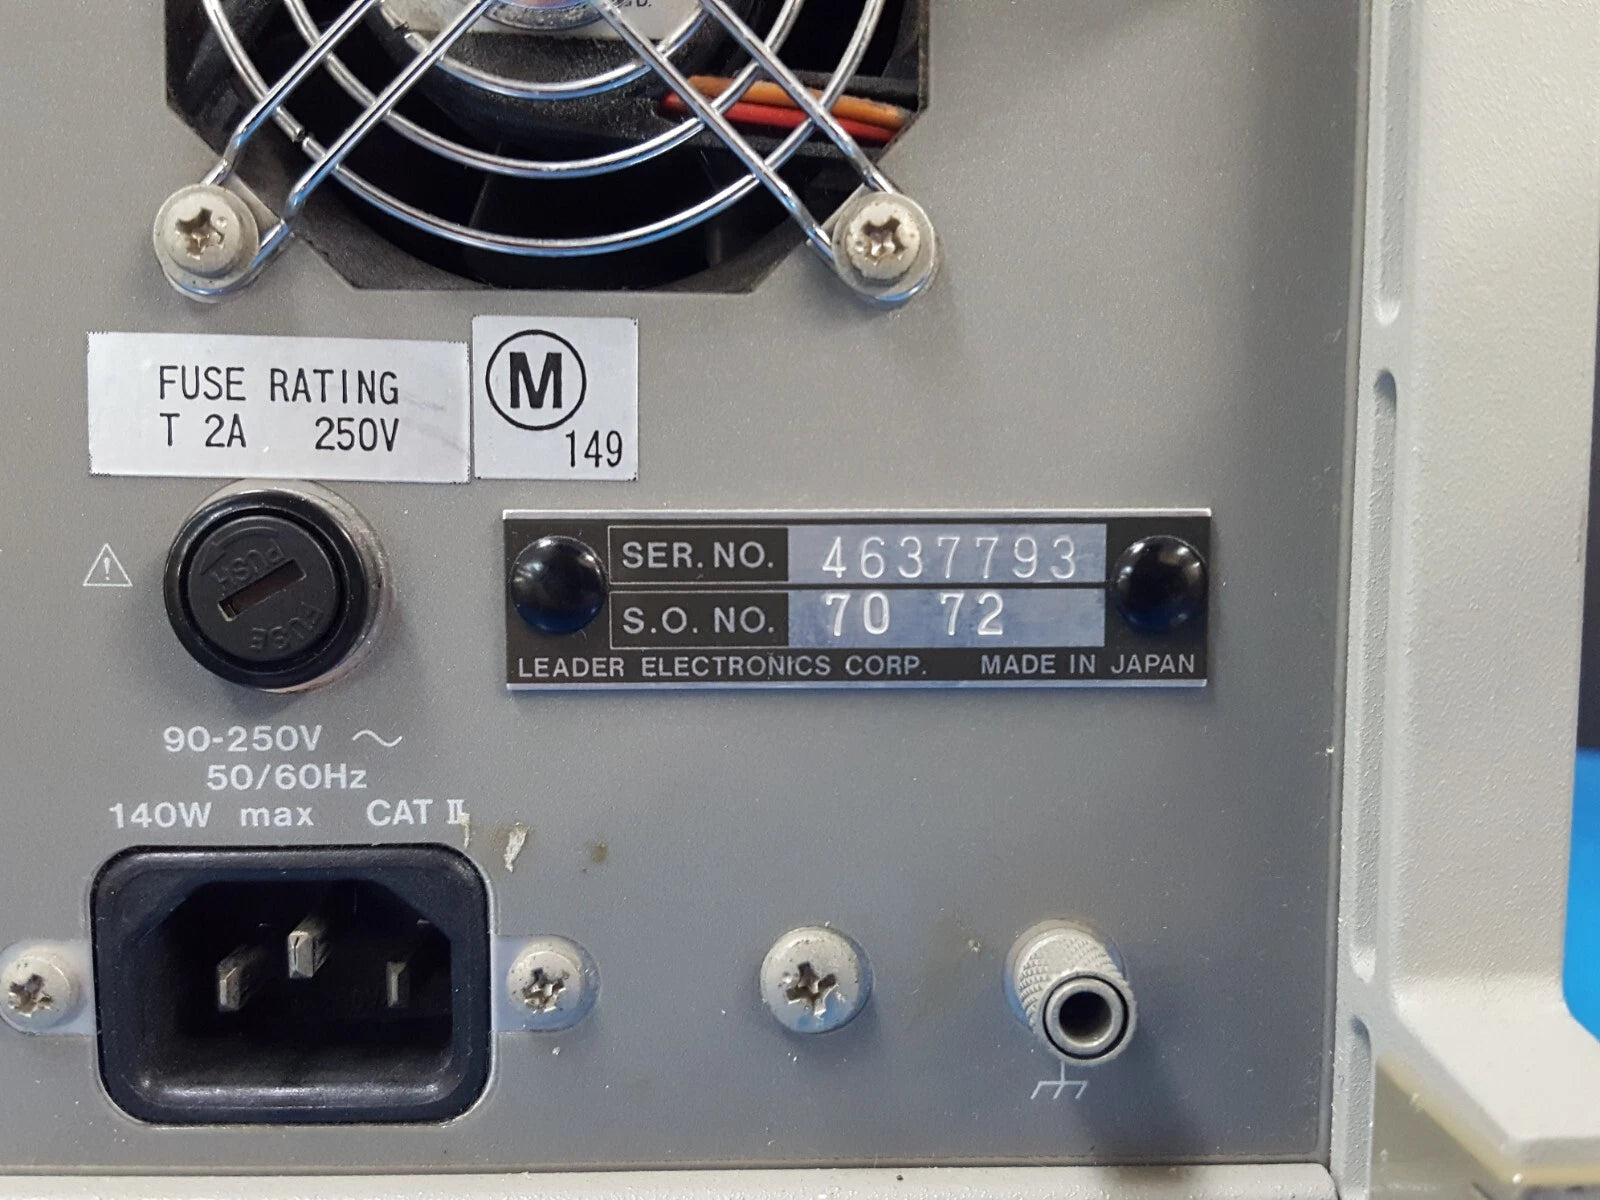 D.
FUSE RATING
T 2A 250V
M
149
PUSH
FUSE
SER. NO. 4637793
S.O. NO. 70 72
LEADER ELECTRONICS CORP. MADE IN JAPAN
90-250V ~
50/60Hz
140W max CAT II